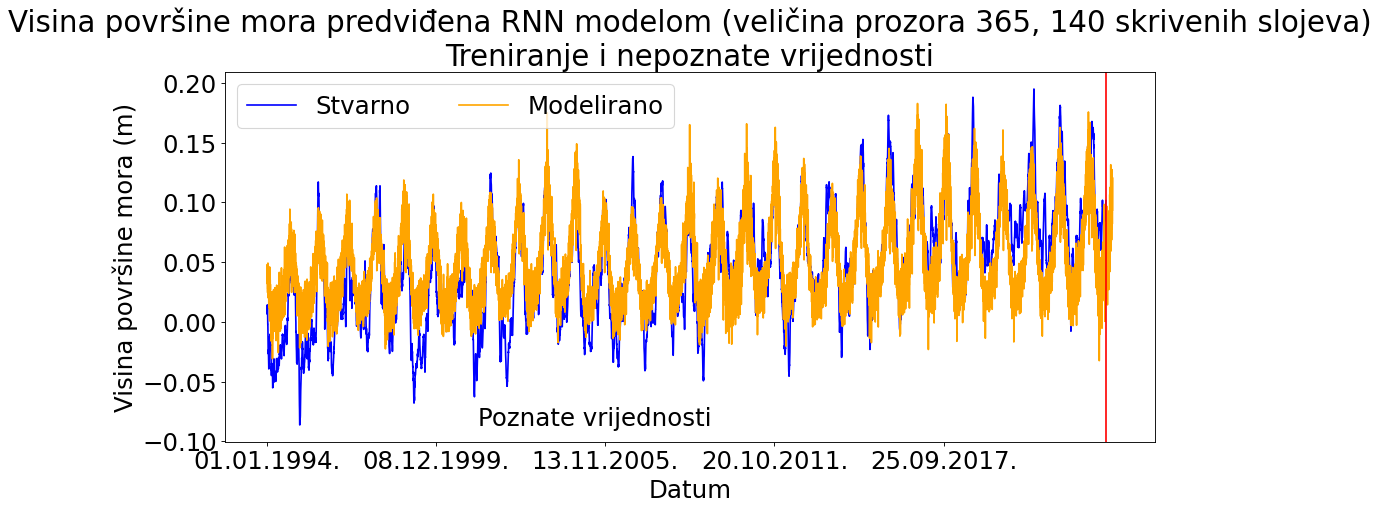 Visina površine mora predviđena RNN modelom (veličina prozora 365, 140 skrivenih slojeva)
Treniranje i nepoznate vrijednosti
Stvarno
Modelirano
Visina površine mora (m)
0.20
0.15
0.10
0.05
0.00
−0.05
−0.10
Poznate vrijednosti
01.01.1994.
08.12.1999.
13.11.2005.
20.10.2011.
25.09.2017.
Datum